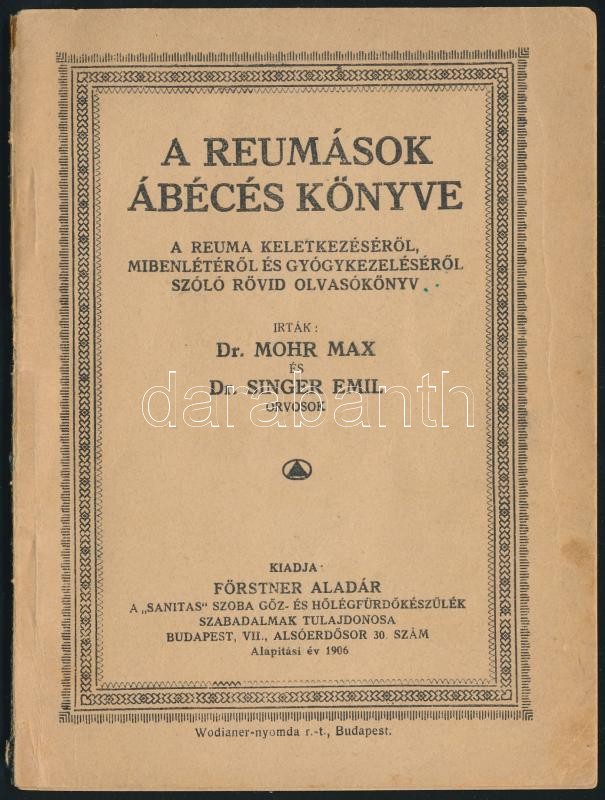 A REUMÁSOK
ÁBÉCÉS KÖNYVE
A REUMA KELETKEZÉSÉRŐL,
MIBENLÉTÉRŐL ÉS GYÓGYKEZELÉSÉRŐL
SZÓLÓ RÖVID OLVASÓKÖNYV
IRTÁK:
Dr. MOHR MAX
ÉS
Dr. SINGER EMIL
ORVOSOK
darabanth
KIADJA
FÖRSTNER ALADÁR
A „SANITAS" SZOBA GŐZ- ÉS HŐLÉGFÜRDŐKÉSZÜLÉK
SZABADALMAK TULAJDONOSA
BUDAPEST, VII., ALSÓERDŐSOR 30. SZÁM
Alapitási év 1906
Wodianer-nyomda r.-t., Budapest.